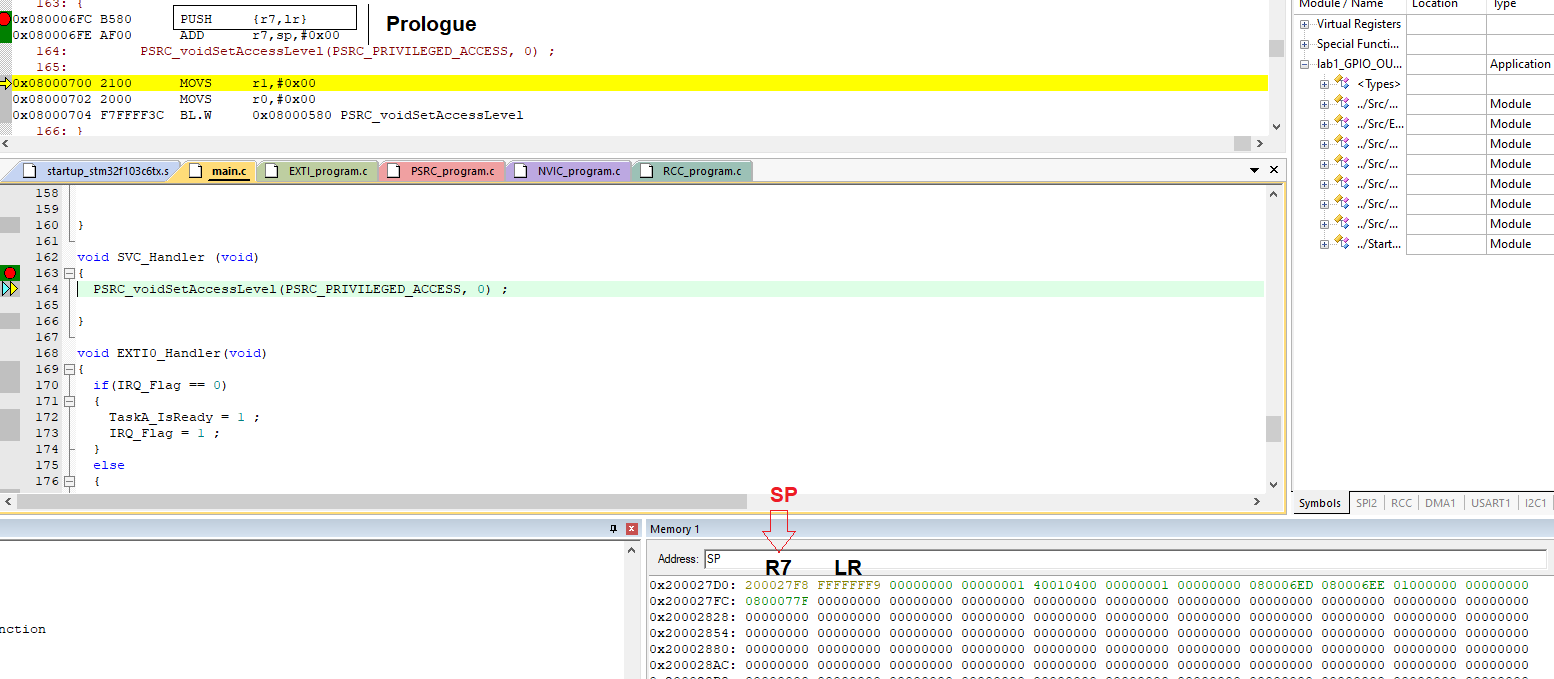 163: {
0x080006FC B580 PUSH {r7,lr}
0x080006FE AF00 ADD r7,sp,#0x00
164: PSRC_voidSetAccessLevel(PSRC_PRIVILEGED_ACCESS, 0) ;
165:
0x08000700 2100 MOVS r1,#0x00
0x08000702 2000 MOVS r0,#0x00
0x08000704 F7FFFF3C BL.W 0x08000580 PSRC_voidSetAccessLevel
166: }
Prologue
startup_stm32f103c6tx.s main.c EXTI_program.c PSRC_program.c NVIC_program.c RCC_program.c
158
159
160 }
161
162 void SVC_Handler (void)
163 {
164 PSRC_voidSetAccessLevel(PSRC_PRIVILEGED_ACCESS, 0) ;
165
166 }
167
168 void EXTI0_Handler(void)
169 {
170 if(IRQ_Flag == 0)
171 {
172 TaskA_IsReady = 1 ;
173 IRQ_Flag = 1 ;
174 }
175 else
176 {
Module / Name Location Type
Virtual Registers
Special Functi...
lab1_GPIO_OU... Application
<Types>
../Src/... Module
../Src/E... Module
../Src/... Module
../Src/... Module
../Src/... Module
../Src/... Module
../Src/... Module
../Start... Module
Symbols SPI2 RCC DMA1 USART1 I2C1
nction
SP
Memory 1
Address: SP
R7 LR
0x200027D0: 200027F8 FFFFFFF9 00000000 00000001 40010400 00000001 00000000 080006ED 080006EE 01000000 00000000
0x200027FC: 0800077F 00000000 00000000 00000000 00000000 00000000 00000000 00000000 00000000 00000000 00000000
0x20002828: 00000000 00000000 00000000 00000000 00000000 00000000 00000000 00000000 00000000 00000000 00000000
0x20002854: 00000000 00000000 00000000 00000000 00000000 00000000 00000000 00000000 00000000 00000000 00000000
0x20002880: 00000000 00000000 00000000 00000000 00000000 00000000 00000000 00000000 00000000 00000000 00000000
0x200028AC: 00000000 00000000 00000000 00000000 00000000 00000000 00000000 00000000 00000000 00000000 00000000